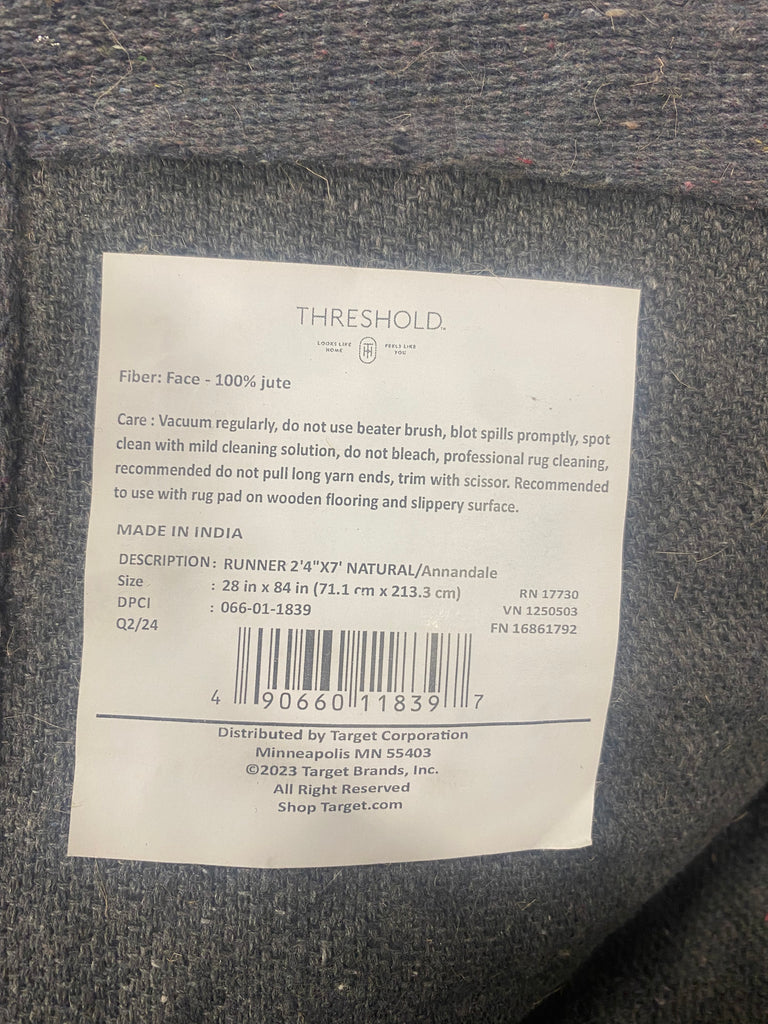 THRESHOLD™
LOOKS LIKE HOME TH FEELS LIKE YOU
Fiber: Face - 100% jute
Care : Vacuum regularly, do not use beater brush, blot spills promptly, spot
clean with mild cleaning solution, do not bleach, professional rug cleaning,
recommended do not pull long yarn ends, trim with scissor. Recommended
to use with rug pad on wooden flooring and slippery surface.
MADE IN INDIA
DESCRIPTION: RUNNER 2'4"X7' NATURAL/Annandale
Size : 28 in x 84 in (71.1 cm x 213.3 cm) RN 17730
DPCI : 066-01-1839 VN 1250503
Q2/24 FN 16861792
4 90660 11839 7
Distributed by Target Corporation
Minneapolis MN 55403
©2023 Target Brands, Inc.
All Right Reserved
Shop Target.com